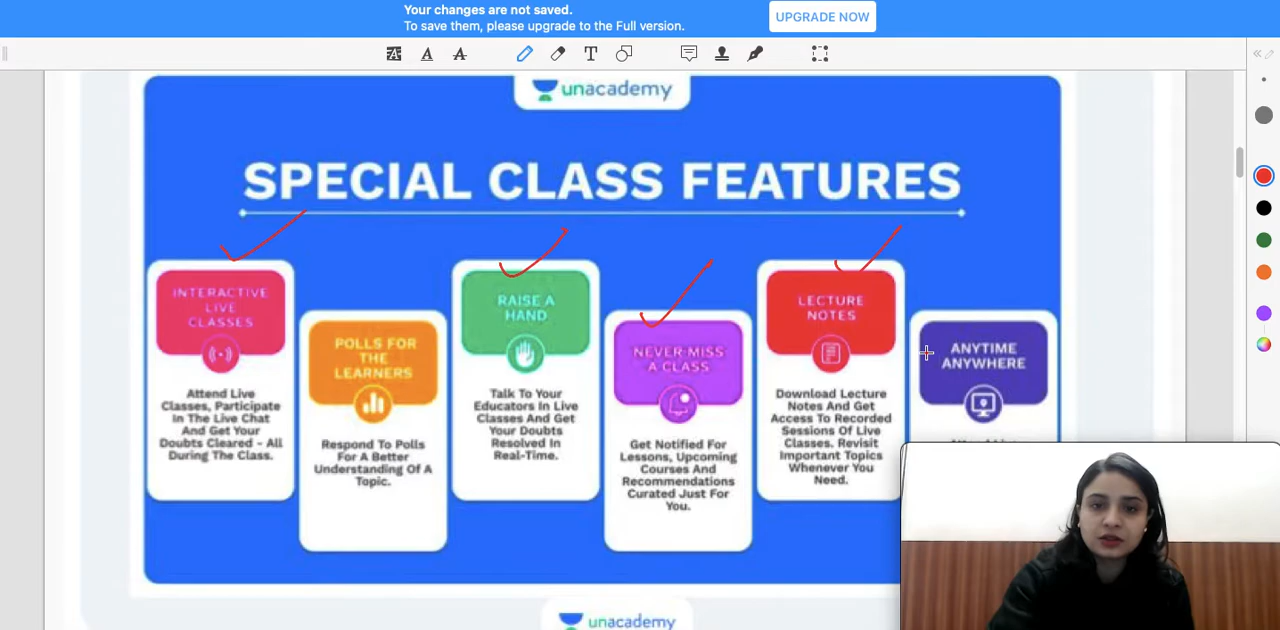 Your changes are not saved.
To save them, please upgrade to the Full version.
UPGRADE NOW
unacademy
SPECIAL CLASS FEATURES
INTERACTIVE
LIVE
CLASSES
Attend Live
Classes, Participate
In The Live Chat
And Get Your
Doubts Cleared - All
During The Class.
POLLS FOR
THE
LEARNERS
Respond To Polls
For A Better
Understanding Of A
Topic.
RAISE A
HAND
Talk To Your
Educators In Live
Classes And Get
Your Doubts
Resolved In
Real-Time.
NEVER-MISS
A CLASS
Get Notified For
Lessons, Upcoming
Courses And
Recommendations
Curated Just For
You.
LECTURE
NOTES
Download Lecture
Notes And Get
Access To Recorded
Sessions Of Live
Classes. Revisit
Important Topics
Whenever You
Need.
ANYTIME
ANYWHERE
unacademy